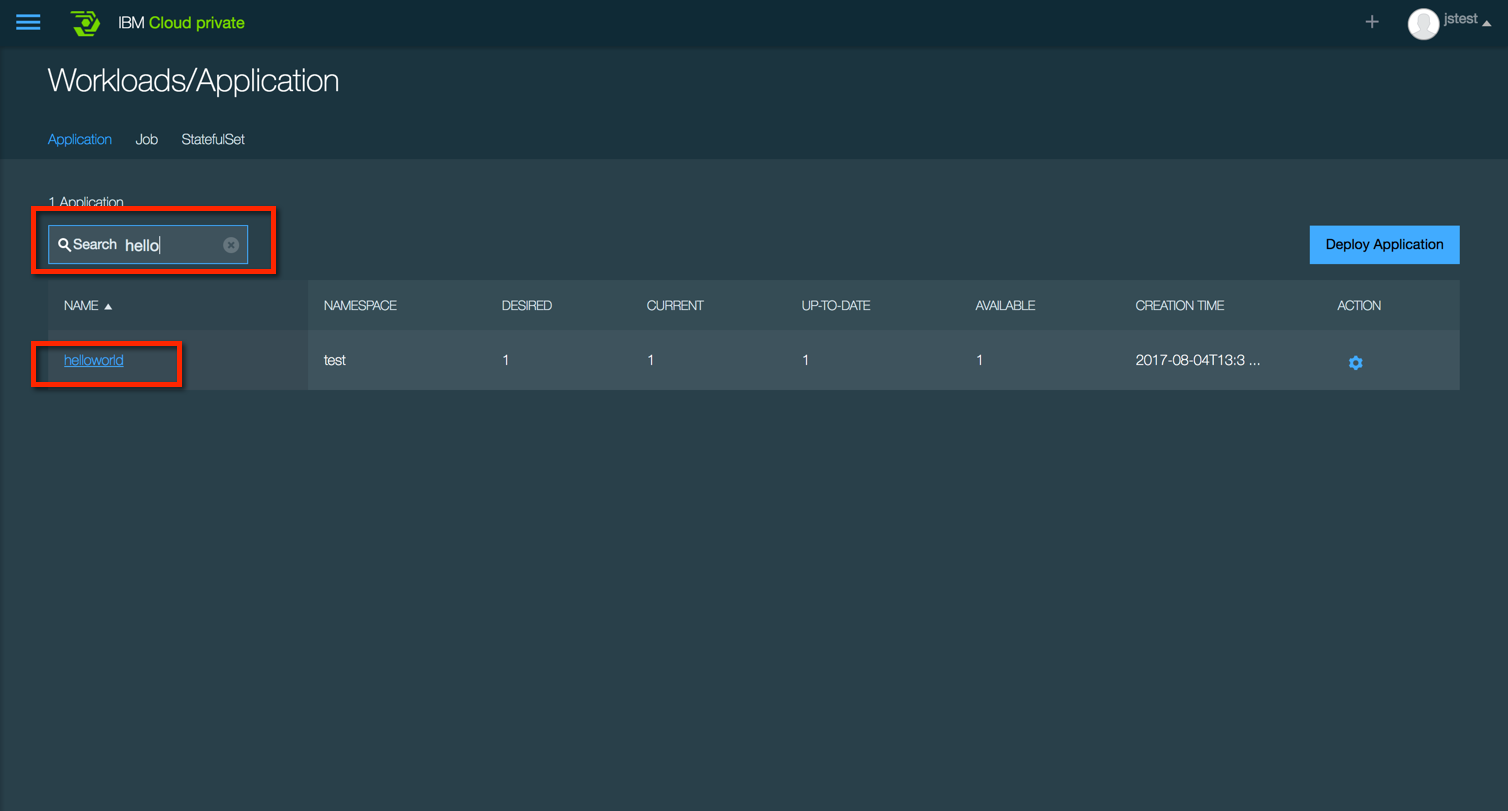 IBM Cloud private
jstest
Workloads/Application
Application Job StatefulSet
1 Application
Search hello
Deploy Application
NAME NAMESPACE DESIRED CURRENT UP-TO-DATE AVAILABLE CREATION TIME ACTION
helloworld test 1 1 1 1 2017-08-04T13:3 ...